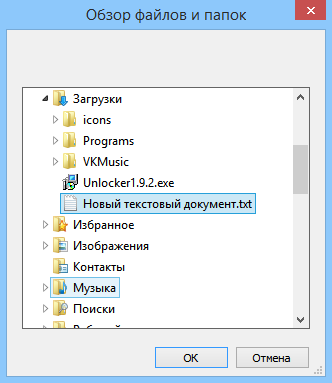 Обзор файлов и папок
Загрузки
icons
Programs
VKMusic
Unlocker1.9.2.exe
Новый текстовый документ.txt
Избранное
Изображения
Контакты
Музыка
Поиски
OK
Отмена